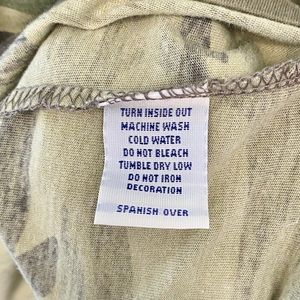 TURN INSIDE OUT
MACHINE WASH
COLD WATER
DO NOT BLEACH
TUMBLE DRY LOW
DO NOT IRON
DECORATION
SPANISH OVER